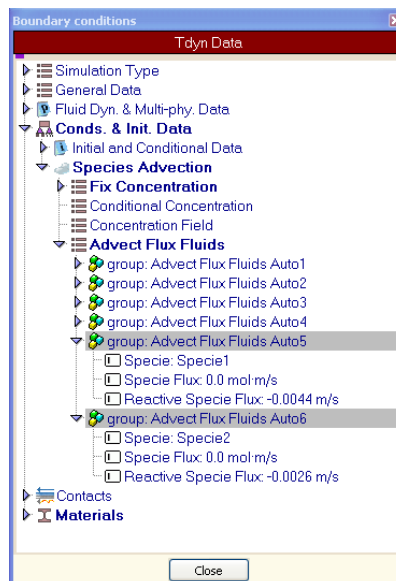 Boundary conditions
Tdyn Data
Simulation Type
General Data
Fluid Dyn. & Multi-phy. Data
Conds. & Init. Data
Initial and Conditional Data
Species Advection
Fix Concentration
Conditional Concentration
Concentration Field
Advect Flux Fluids
group: Advect Flux Fluids Auto1
group: Advect Flux Fluids Auto2
group: Advect Flux Fluids Auto3
group: Advect Flux Fluids Auto4
group: Advect Flux Fluids Auto5
Specie: Specie1
Specie Flux: 0.0 mol·m/s
Reactive Specie Flux: -0.0044 m/s
group: Advect Flux Fluids Auto6
Specie: Specie2
Specie Flux: 0.0 mol·m/s
Reactive Specie Flux: -0.0026 m/s
Contacts
Materials
Close